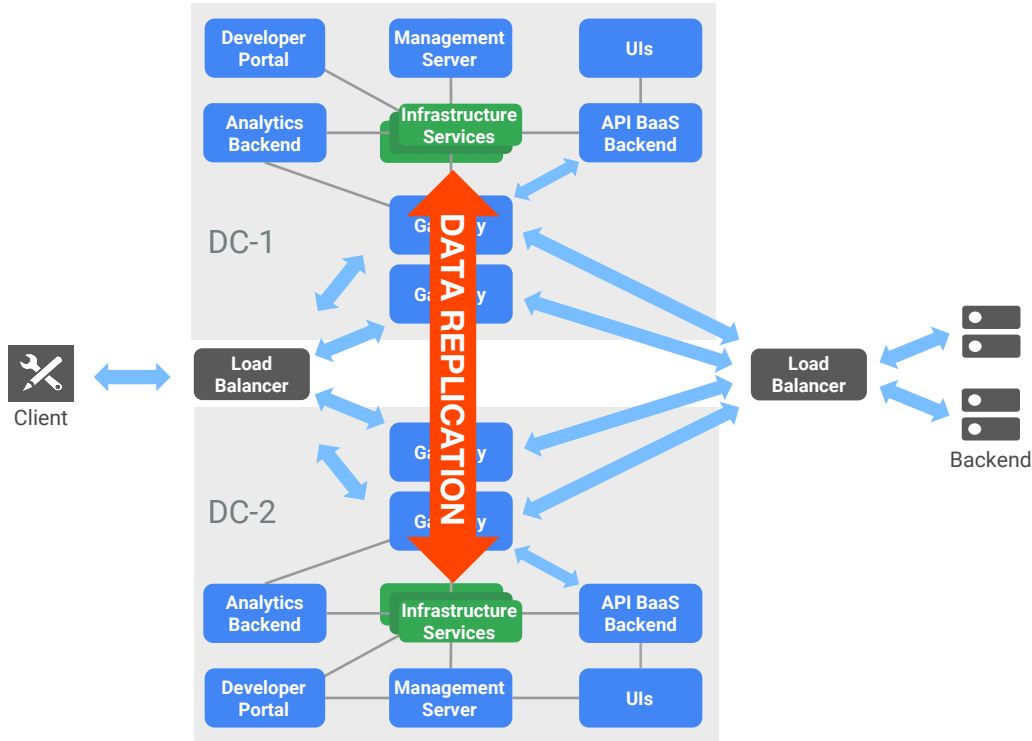 Developer
Portal
Management
Server
UIs
Analytics
Backend
Infrastructure
Services
API BaaS
Backend
DC-1
DATA REPLICATION
Load
Balancer
Load
Balancer
Client
Backend
DC-2
Analytics
Backend
Infrastructure
Services
API BaaS
Backend
Developer
Portal
Management
Server
UIs